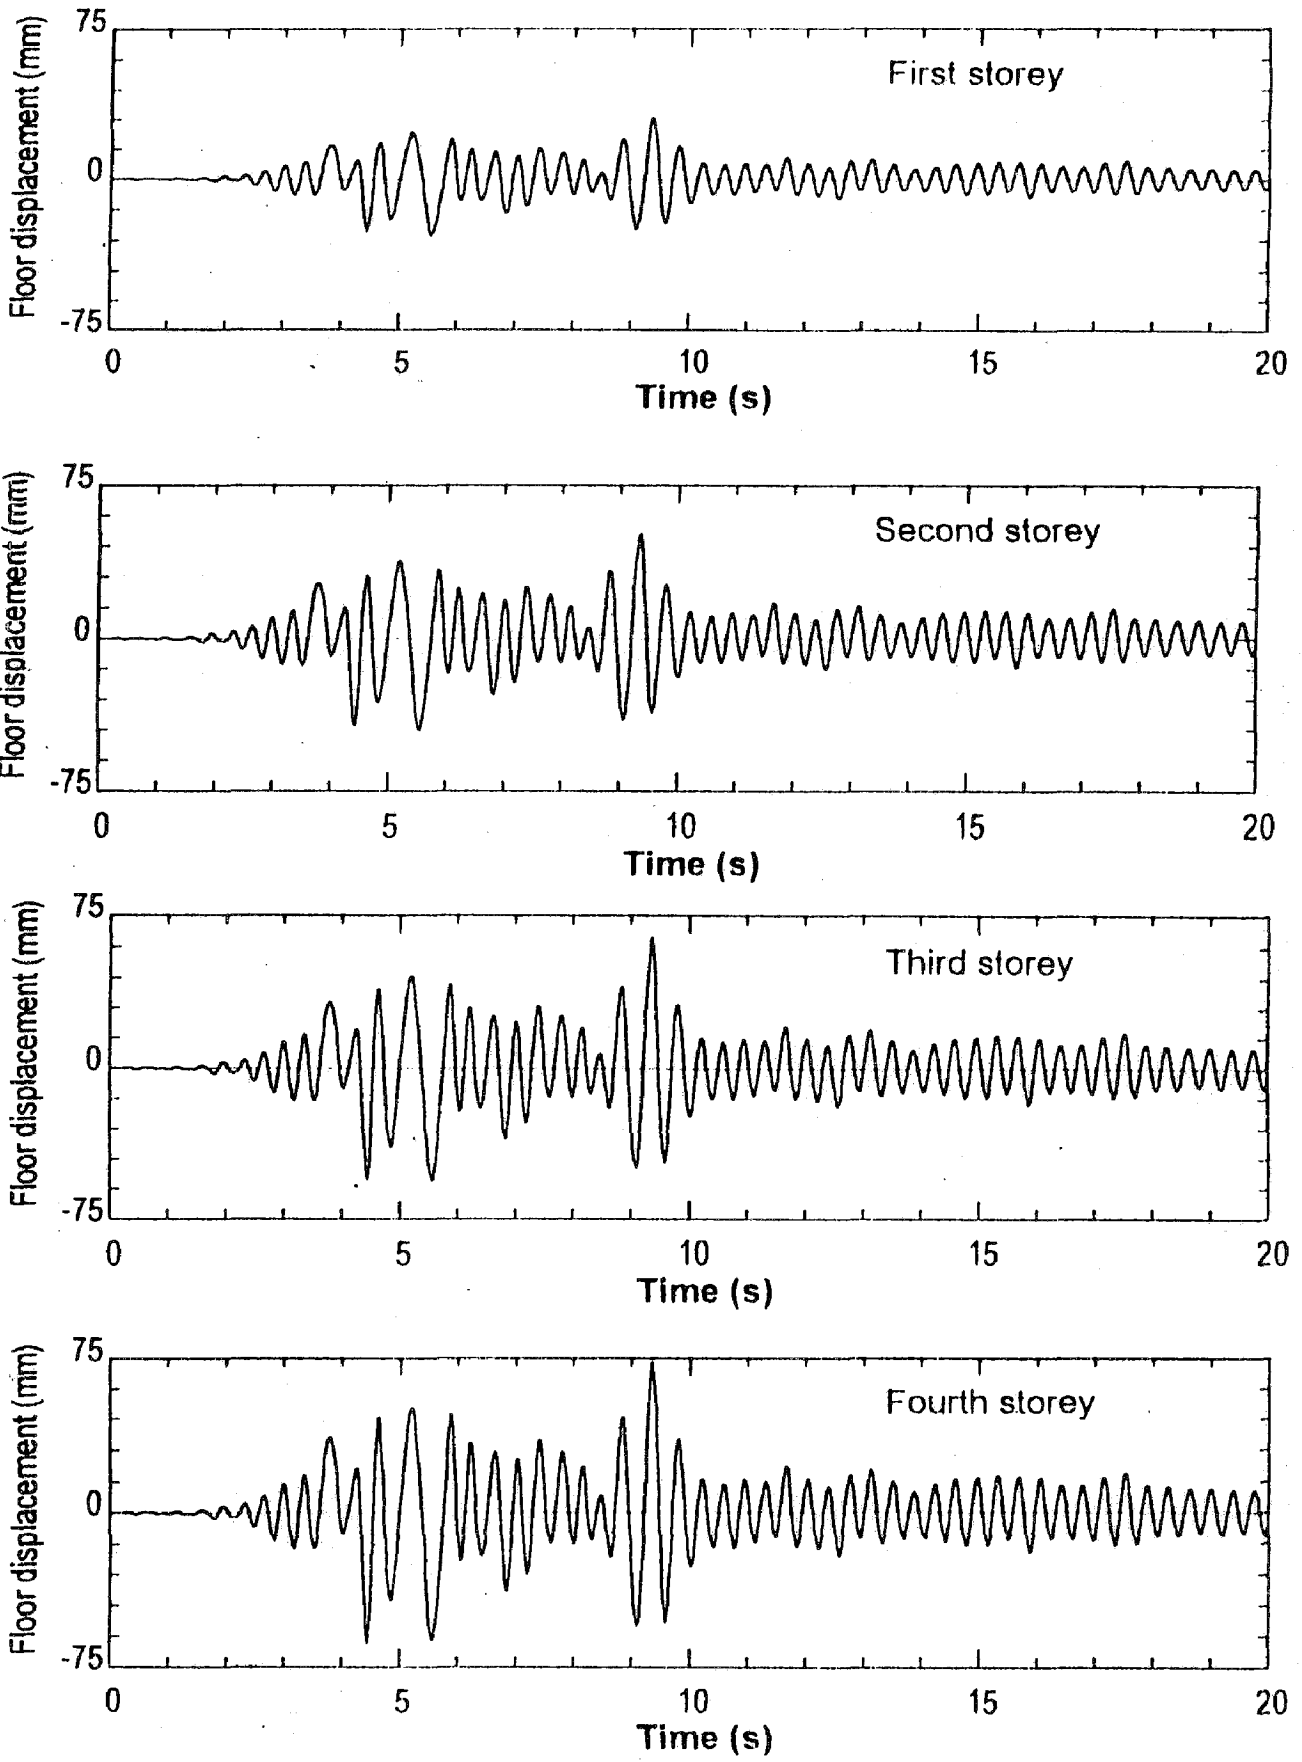 75
Floor displacement (mm)
First storey
0
-75
0 5 10 15 20
Time (s)
75
Floor displacement (mm)
Second storey
0
-75
0 5 10 15 20
Time (s)
75
Floor displacement (mm)
Third storey
0
-75
0 5 10 15 20
Time (s)
75
Floor displacement (mm)
Fourth storey
0
-75
0 5 10 15 20
Time (s)